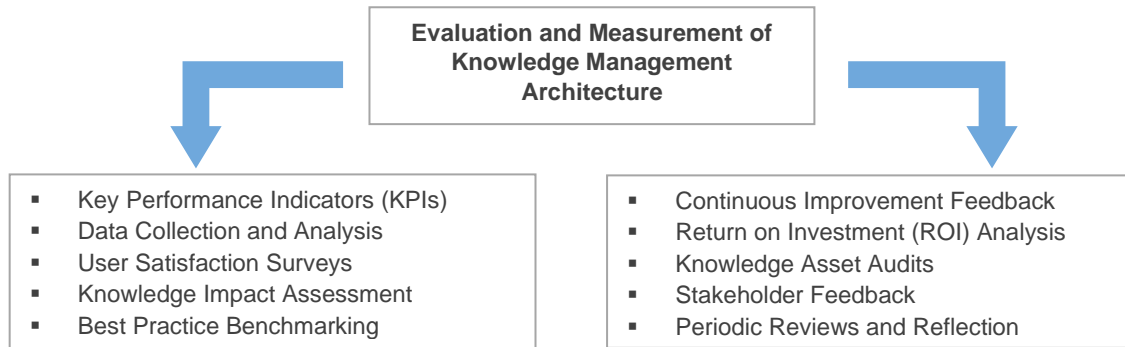 Evaluation and Measurement of
Knowledge Management
Architecture
▪ Key Performance Indicators (KPIs)
▪ Data Collection and Analysis
▪ User Satisfaction Surveys
▪ Knowledge Impact Assessment
▪ Best Practice Benchmarking
▪ Continuous Improvement Feedback
▪ Return on Investment (ROI) Analysis
▪ Knowledge Asset Audits
▪ Stakeholder Feedback
▪ Periodic Reviews and Reflection